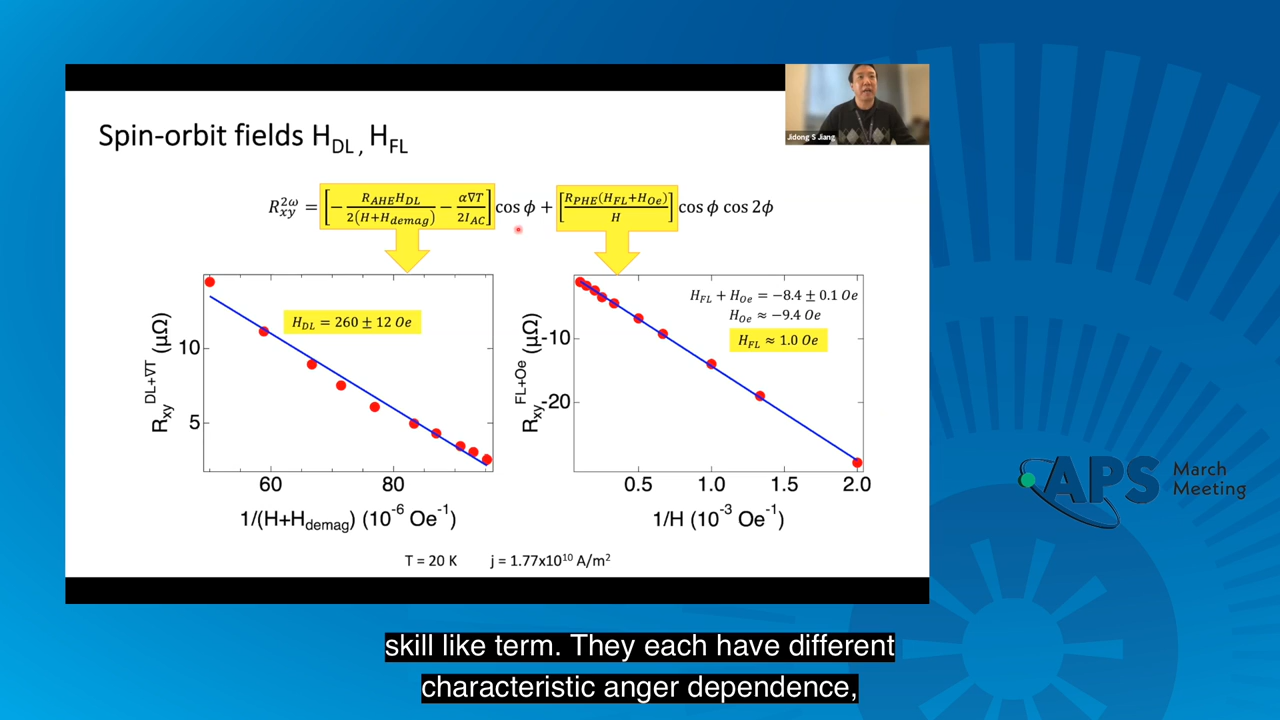 Jidong S Jiang
Spin-orbit fields H_DL , H_FL
R_xy^2ω = [ − R_AHE H_DL / 2(H+H_demag) − α∇T / 2I_AC ] cos ϕ + [ R_PHE(H_FL+H_Oe) / H ] cos ϕ cos 2ϕ
H_DL = 260 ± 12 Oe
R_xy^DL+∇T (μΩ)
10
5
60
80
1/(H+H_demag) (10^-6 Oe^-1)
H_FL + H_Oe = −8.4 ± 0.1 Oe
H_Oe ≈ −9.4 Oe
H_FL ≈ 1.0 Oe
R_xy^FL+Oe (μΩ)
-10
-20
0.5
1.0
1.5
2.0
1/H (10^-3 Oe^-1)
T = 20 K j = 1.77x10^10 A/m^2
APS March Meeting
skill like term. They each have different
characteristic anger dependence,